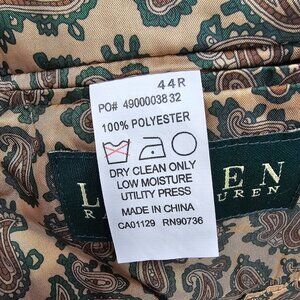 44R
PO# 4900003832
100% POLYESTER
DRY CLEAN ONLY
LOW MOISTURE
UTILITY PRESS
MADE IN CHINA
CA01129 RN90736